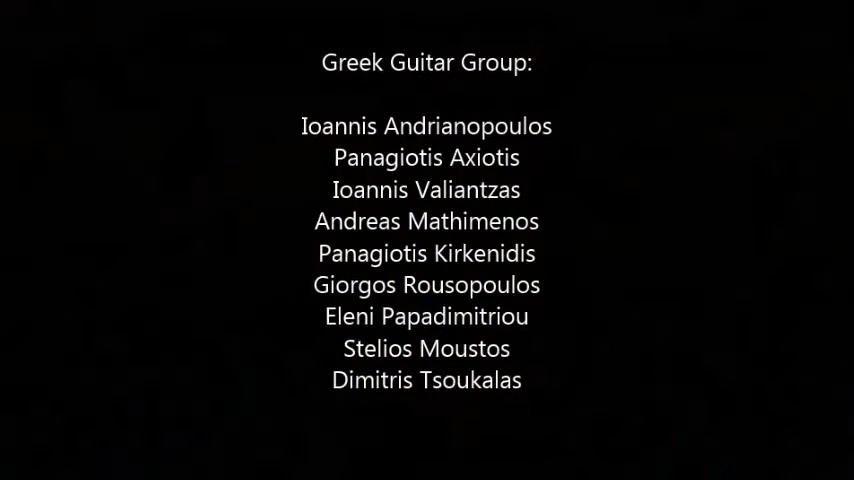 Greek Guitar Group:
Ioannis Andrianopoulos
Panagiotis Axiotis
Ioannis Valiantzas
Andreas Mathimenos
Panagiotis Kirkenidis
Giorgos Rousopoulos
Eleni Papadimitriou
Stelios Moustos
Dimitris Tsoukalas